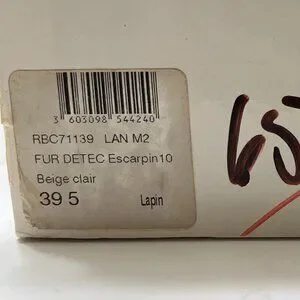 3 603098 544240
RBC71139 LAN M2
FUR DETEC Escarpin10
Beige clair
39 5 Lapin